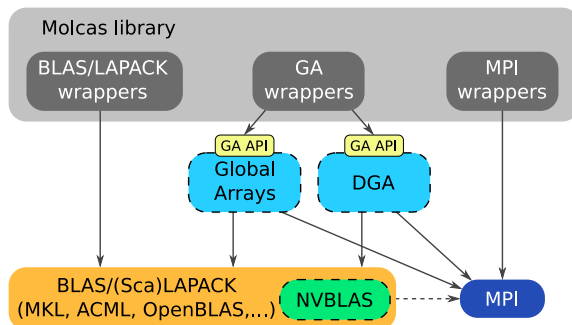 Molcas library
BLAS/LAPACK
wrappers
GA
wrappers
MPI
wrappers
GA API
GA API
Global
Arrays
DGA
BLAS/(Sca)LAPACK
(MKL, ACML, OpenBLAS,...)
NVBLAS
MPI